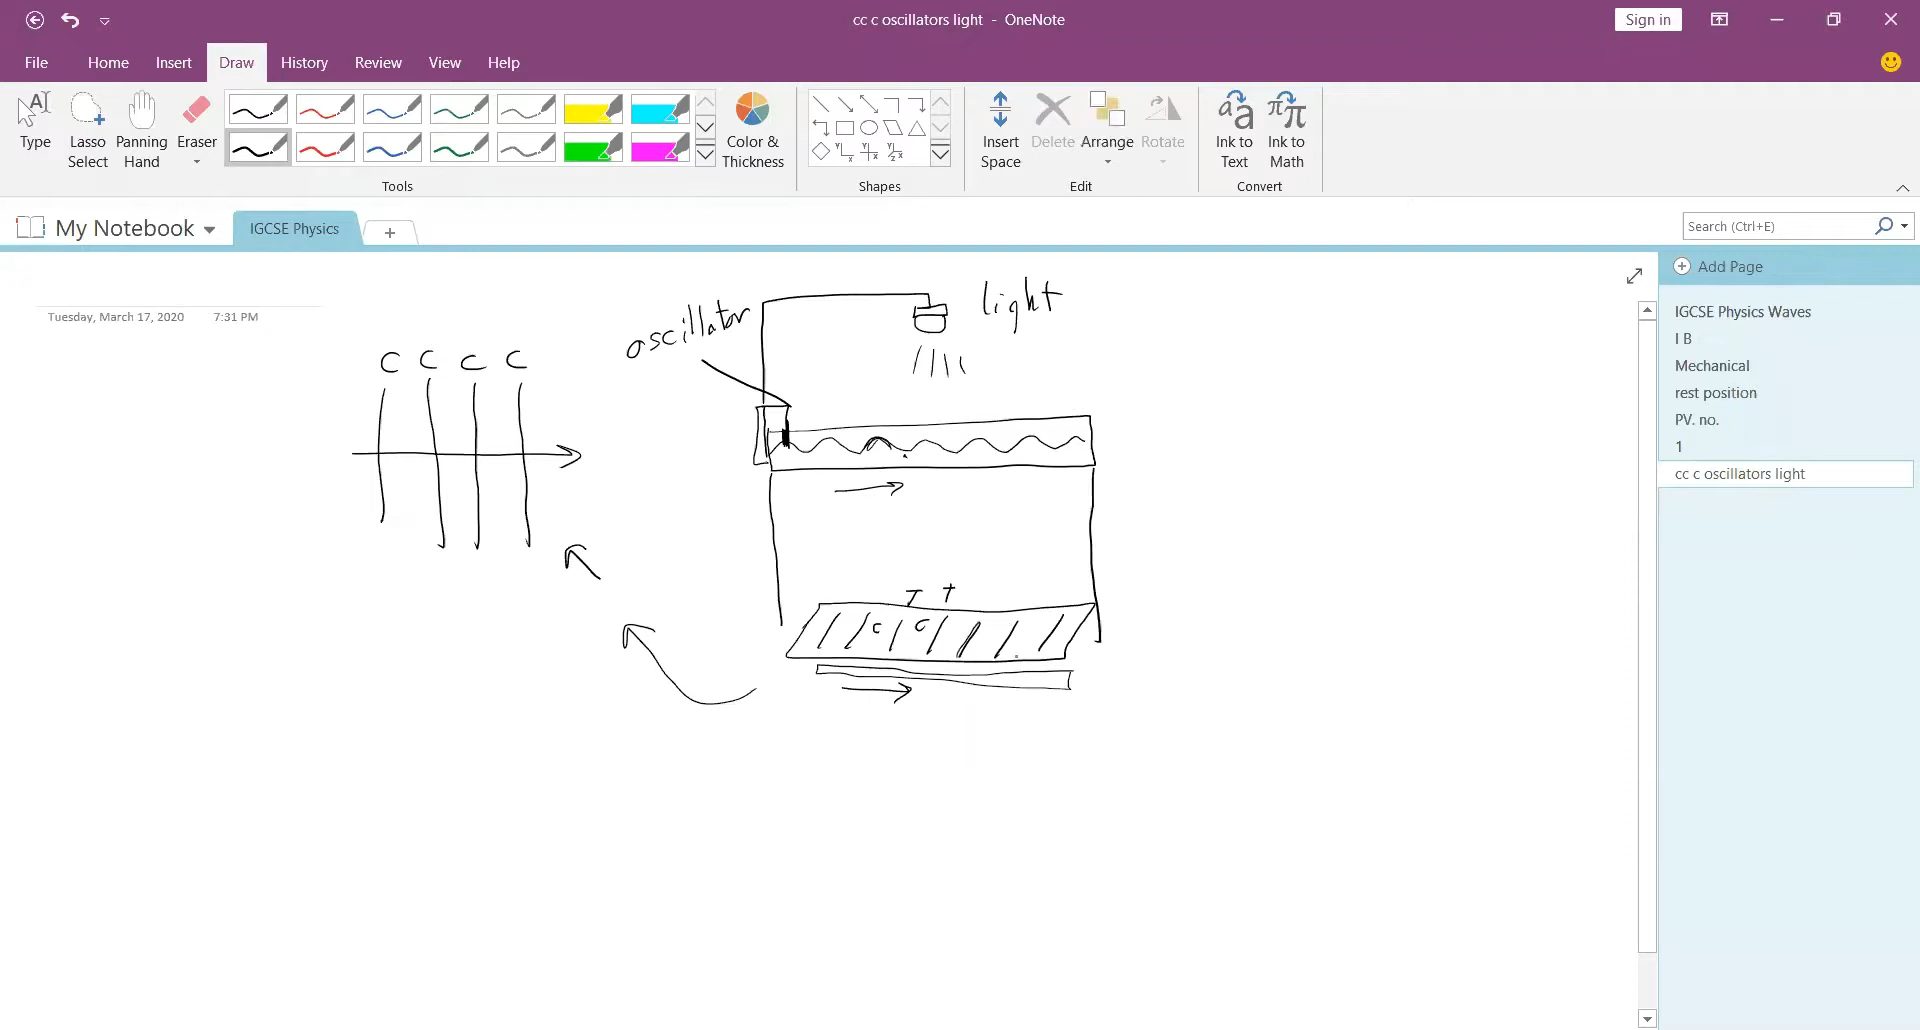 cc c oscillators light - OneNote
Sign in
File Home Insert Draw History Review View Help
Type
Lasso Select
Panning Hand
Eraser
Color & Thickness
Insert Space
Delete
Arrange
Rotate
Ink to Text
Ink to Math
Tools
Shapes
Edit
Convert
My Notebook
IGCSE Physics
Search (Ctrl+E)
Add Page
IGCSE Physics Waves
I B
Mechanical
rest position
PV. no.
1
cc c oscillators light
Tuesday, March 17, 2020 7:31 PM
light
oscillator
C C C C
T T
C C